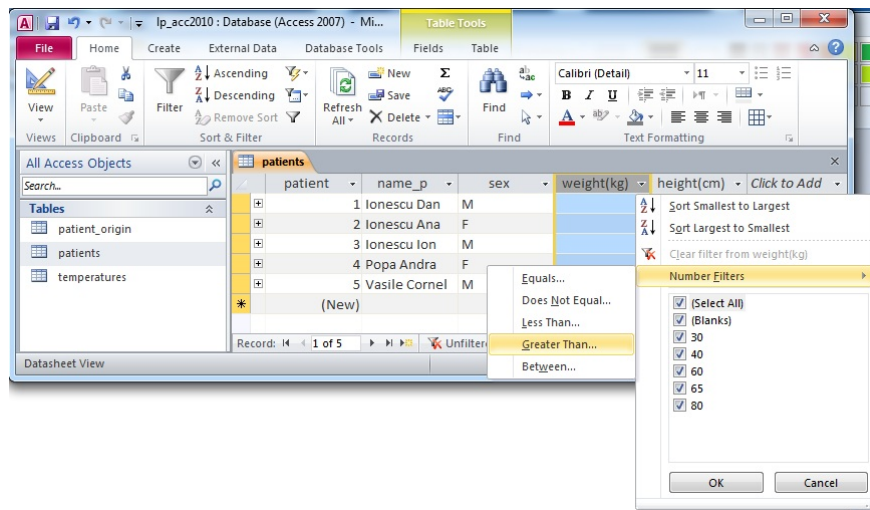 lp_acc2010 : Database (Access 2007) - Mi... Table Tools
File Home Create External Data Database Tools Fields Table
View
Views
Paste
Clipboard
Filter
Ascending
Descending
Remove Sort
Sort & Filter
Refresh All
New
Save
Delete
Records
Find
Find
Calibri (Detail) 11
B I U
Text Formatting
All Access Objects
Search...
Tables
patient_origin
patients
temperatures
patients
patient name_p sex weight(kg) height(cm) Click to Add
1 Ionescu Dan M
2 Ionescu Ana F
3 Ionescu Ion M
4 Popa Andra F
5 Vasile Cornel M
(New)
Record: 1 of 5 Unfilter
Datasheet View
Sort Smallest to Largest
Sort Largest to Smallest
Clear filter from weight(kg)
Number Filters
Equals...
Does Not Equal...
Less Than...
Greater Than...
Between...
(Select All)
(Blanks)
30
40
60
65
80
OK Cancel